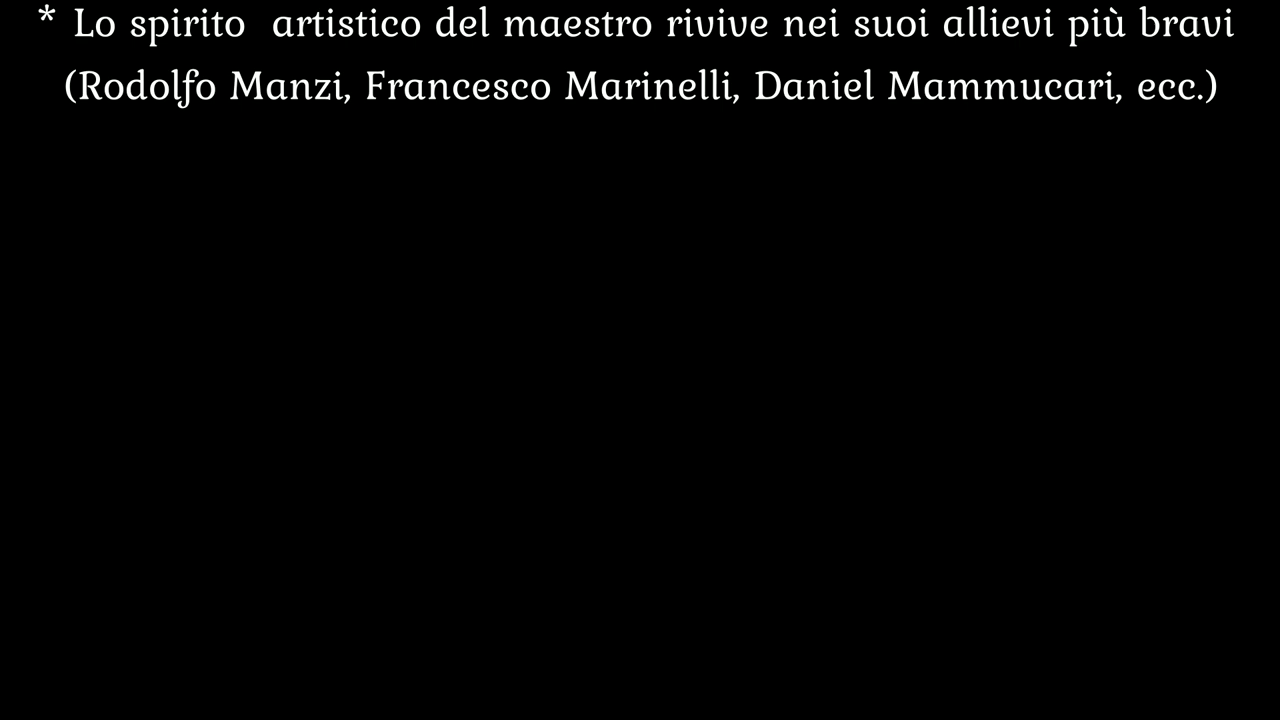 * Lo spirito  artistico del maestro rivive nei suoi allievi più bravi
(Rodolfo Manzi, Francesco Marinelli, Daniel Mammucari, ecc.)